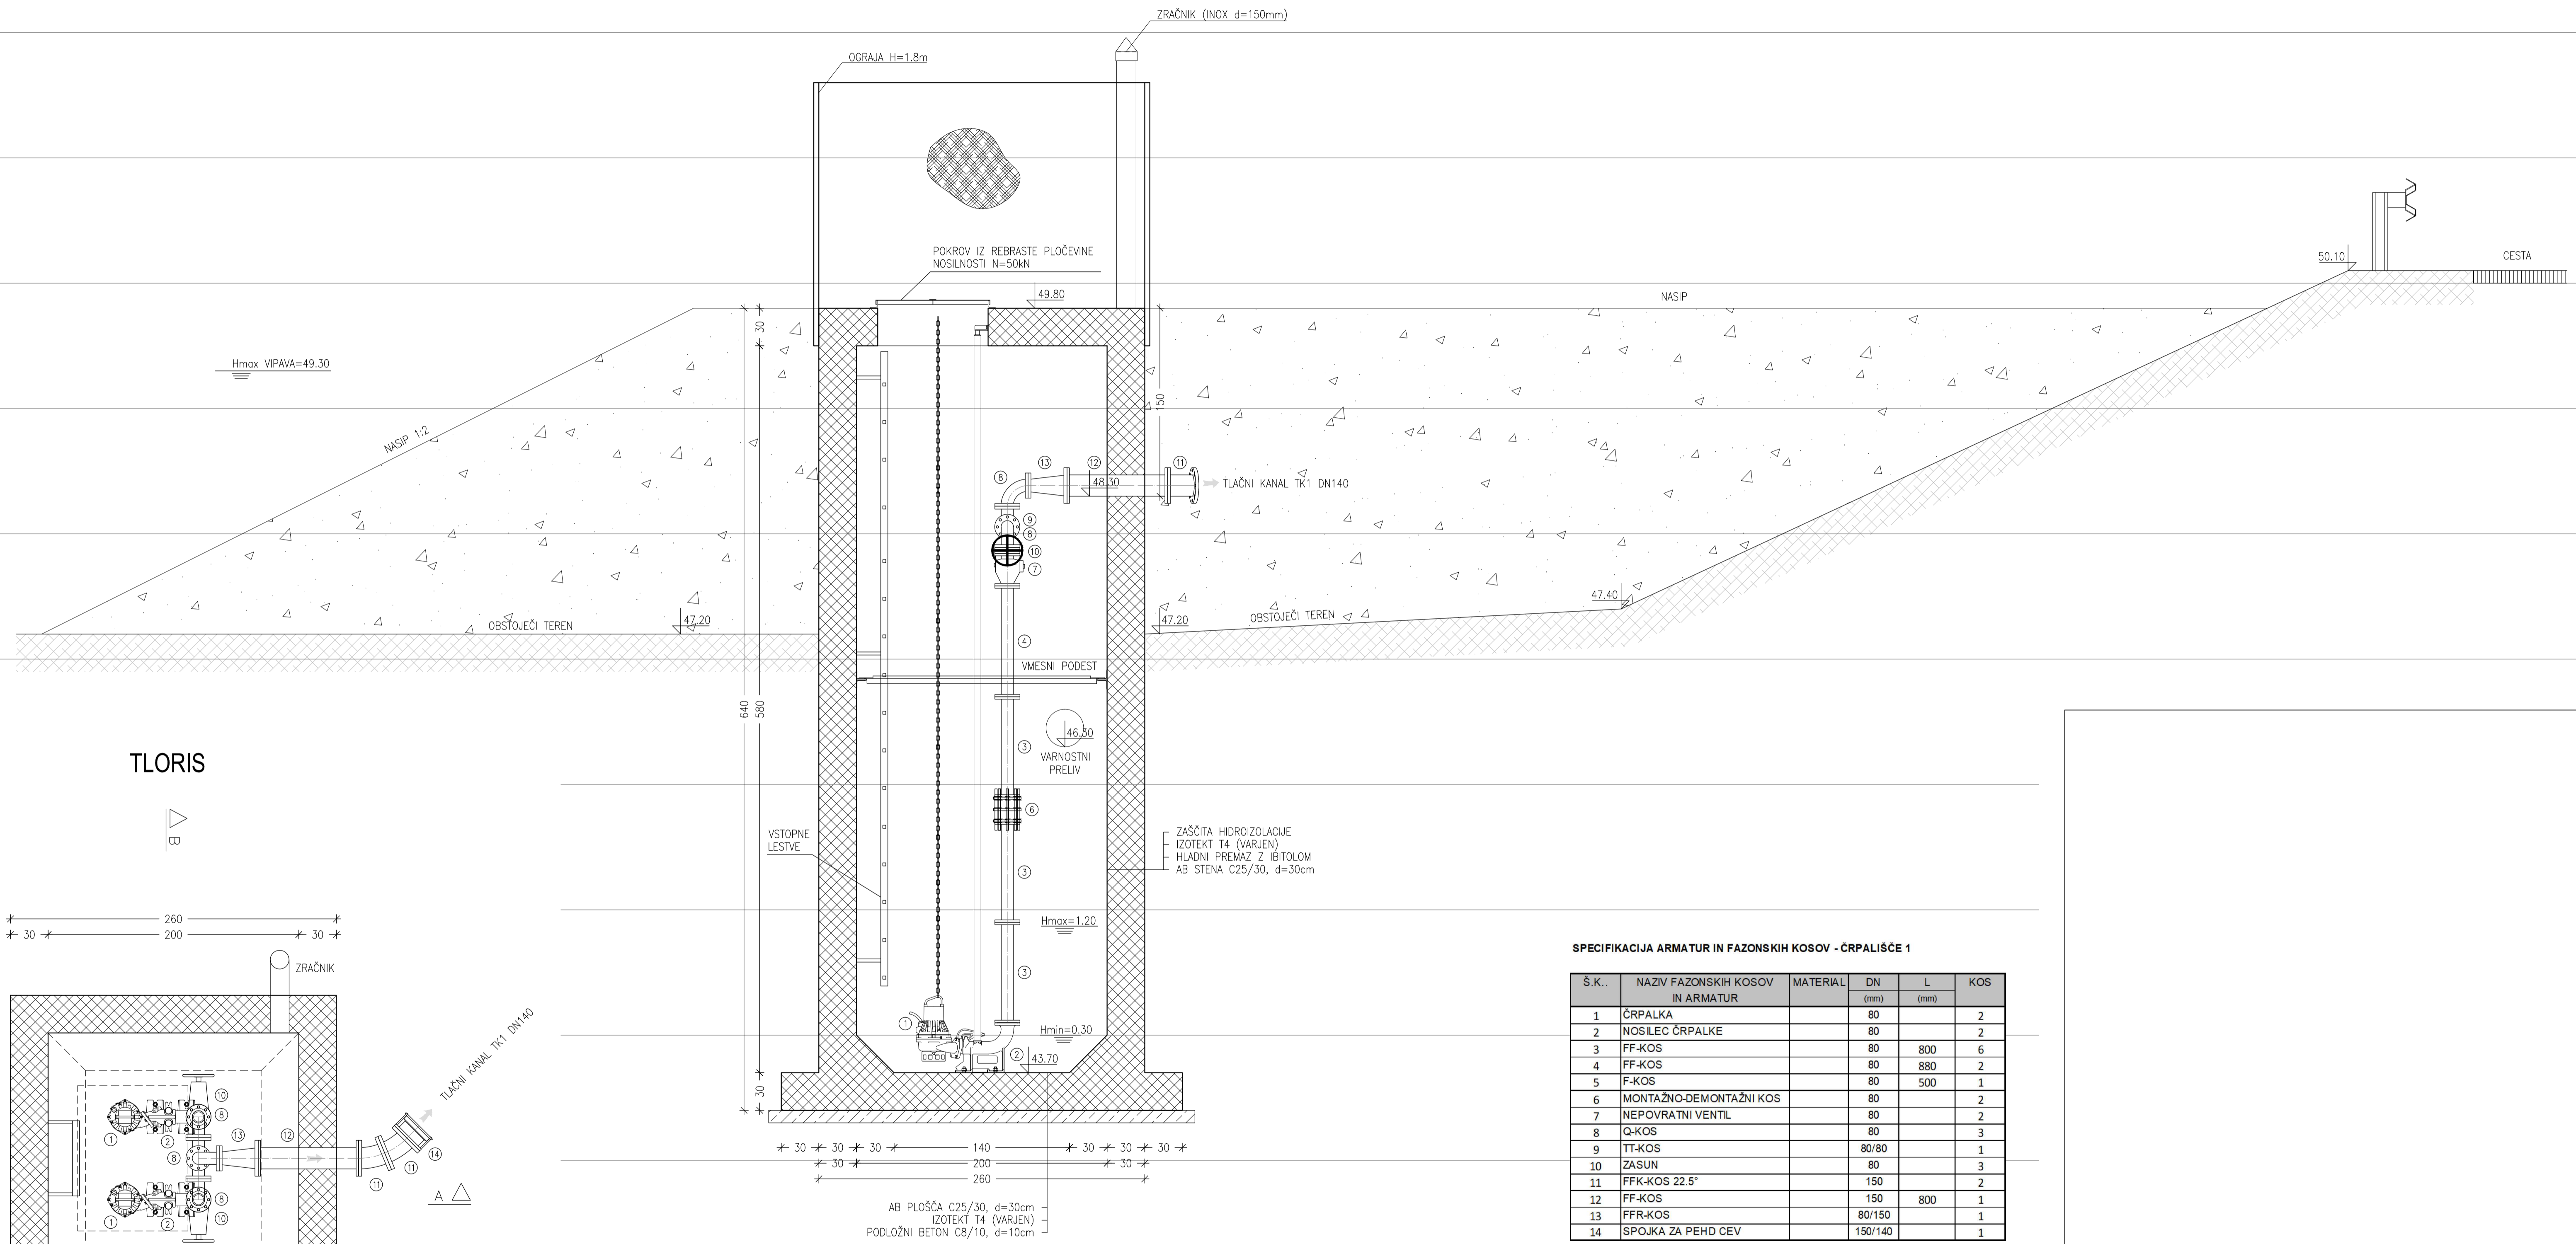 ZRAČNIK (INOX d=150mm)
OGRAJA H=1.8m
POKROV IZ REBRASTE PLOČEVINE
NOSILNOSTI N=50kN
49.80
50.10
CESTA
NASIP
30
Hmax VIPAVA=49.30
NASIP 1:2
150
8
13
12
11
48.30
TLAČNI KANAL TK1 DN140
9
8
10
7
47.40
OBSTOJEČI TEREN
47.20
47.20
OBSTOJEČI TEREN
4
VMESNI PODEST
640
580
46.30
3
VARNOSTNI
PRELIV
6
VSTOPNE
LESTVE
ZAŠČITA HIDROIZOLACIJE
IZOTEKT T4 (VARJEN)
HLADNI PREMAZ Z IBITOLOM
AB STENA C25/30, d=30cm
3
Hmax=1.20
3
1
Hmin=0.30
2
43.70
30
30 30 30 140 30 30 30
30 200 30
260
AB PLOŠČA C25/30, d=30cm
IZOTEKT T4 (VARJEN)
PODLOŽNI BETON C8/10, d=10cm
TLORIS
B
260
30 200 30
ZRAČNIK
TLAČNI KANAL TK1 DN140
10
8
1
2
13
12
8
14
11
11
A
8
1
2
10
SPECIFIKACIJA ARMATUR IN FAZONSKIH KOSOV - ČRPALIŠČE 1
Š.K.. NAZIV FAZONSKIH KOSOV MATERIAL DN L KOS
IN ARMATUR (mm) (mm)
1 ČRPALKA 80 2
2 NOSILEC ČRPALKE 80 2
3 FF-KOS 80 800 6
4 FF-KOS 80 880 2
5 F-KOS 80 500 1
6 MONTAŽNO-DEMONTAŽNI KOS 80 2
7 NEPOVRATNI VENTIL 80 2
8 Q-KOS 80 3
9 TT-KOS 80/80 1
10 ZASUN 80 3
11 FFK-KOS 22.5° 150 2
12 FF-KOS 150 800 1
13 FFR-KOS 80/150 1
14 SPOJKA ZA PEHD CEV 150/140 1